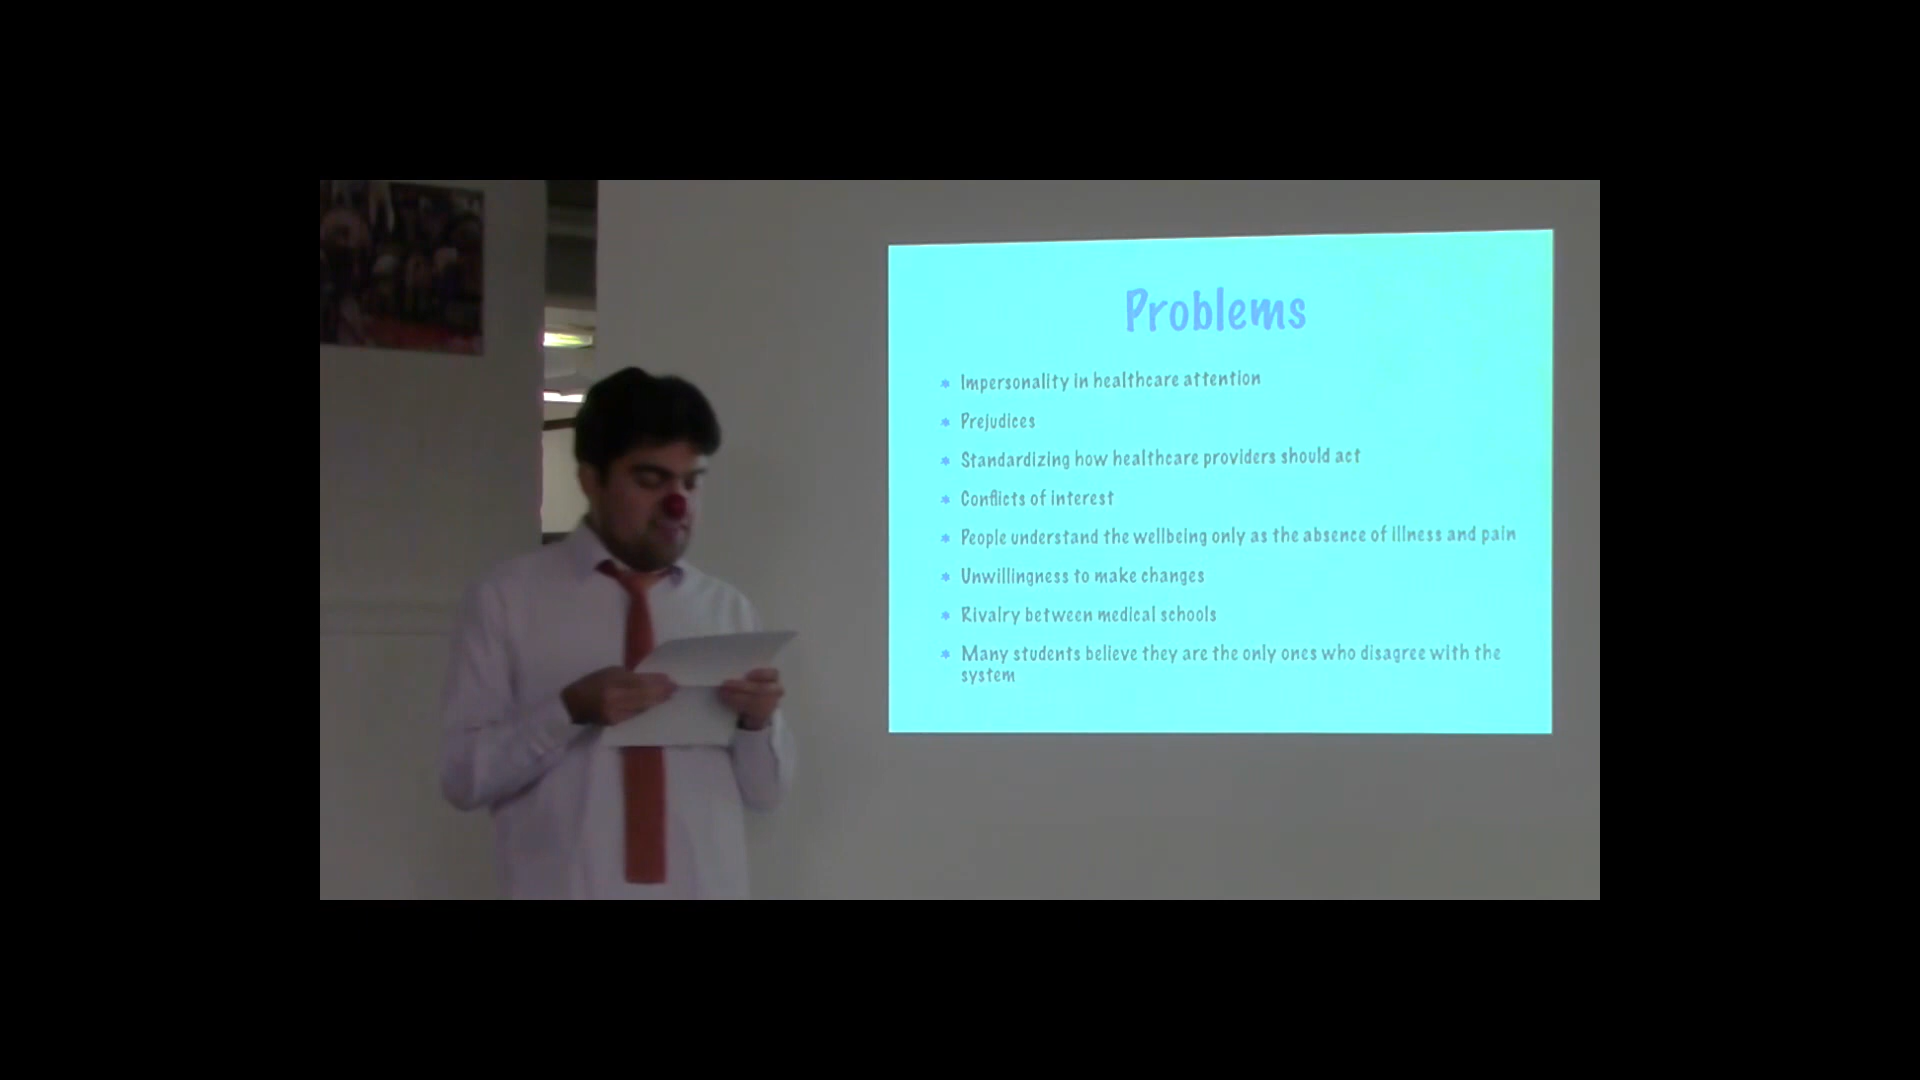 Problems
Impersonality in healthcare attention
Prejudices
Standardizing how healthcare providers should act
Conflicts of interest
People understand the wellbeing only as the absence of illness and pain
Unwillingness to make changes
Rivalry between medical schools
Many students believe they are the only ones who disagree with the
system